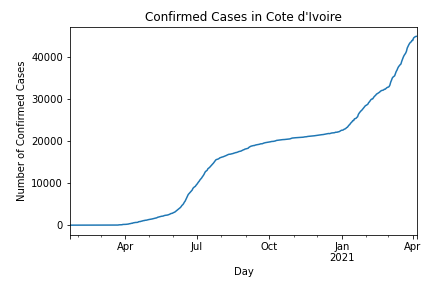 Confirmed Cases in Cote d'Ivoire
Number of Confirmed Cases
40000
30000
20000
10000
0
Apr
Jul
Oct
Jan
2021
Apr
Day